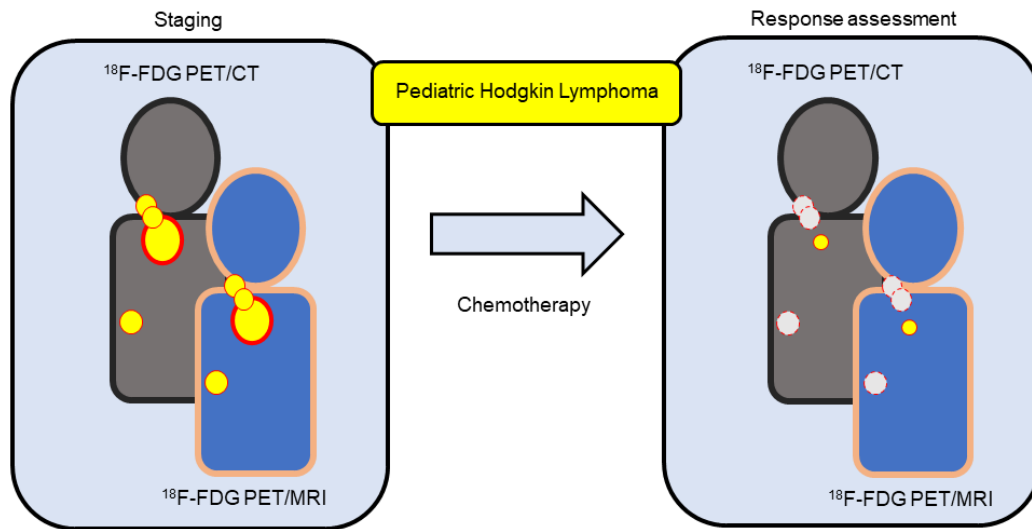 Staging
Response assessment
¹⁸F-FDG PET/CT
Pediatric Hodgkin Lymphoma
¹⁸F-FDG PET/CT
Chemotherapy
¹⁸F-FDG PET/MRI
¹⁸F-FDG PET/MRI